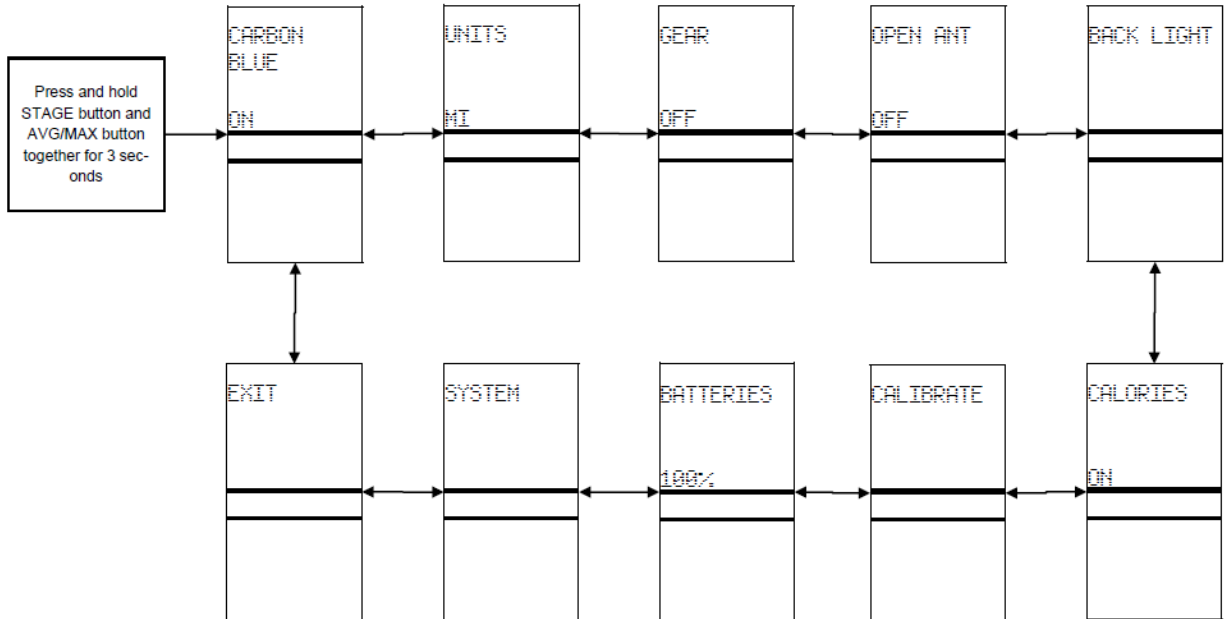 Press and hold
STAGE button and
AVG/MAX button
together for 3 sec-
onds
CARBON
BLUE
ON
UNITS
MI
GEAR
OFF
OPEN ANT
OFF
BACK LIGHT
EXIT
SYSTEM
BATTERIES
100%
CALIBRATE
CALORIES
ON